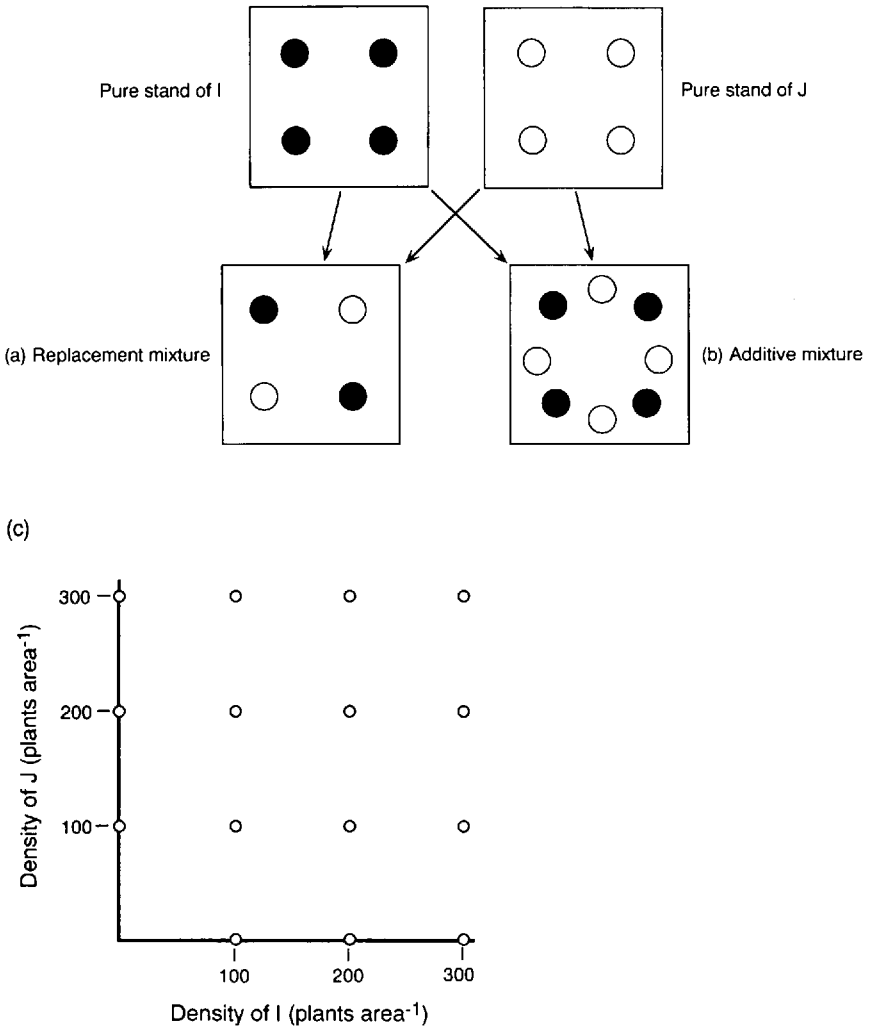 Pure stand of I
Pure stand of J
(a) Replacement mixture
(b) Additive mixture
(c)
Density of J (plants area-1)
300
200
100
100
200
300
Density of I (plants area-1)